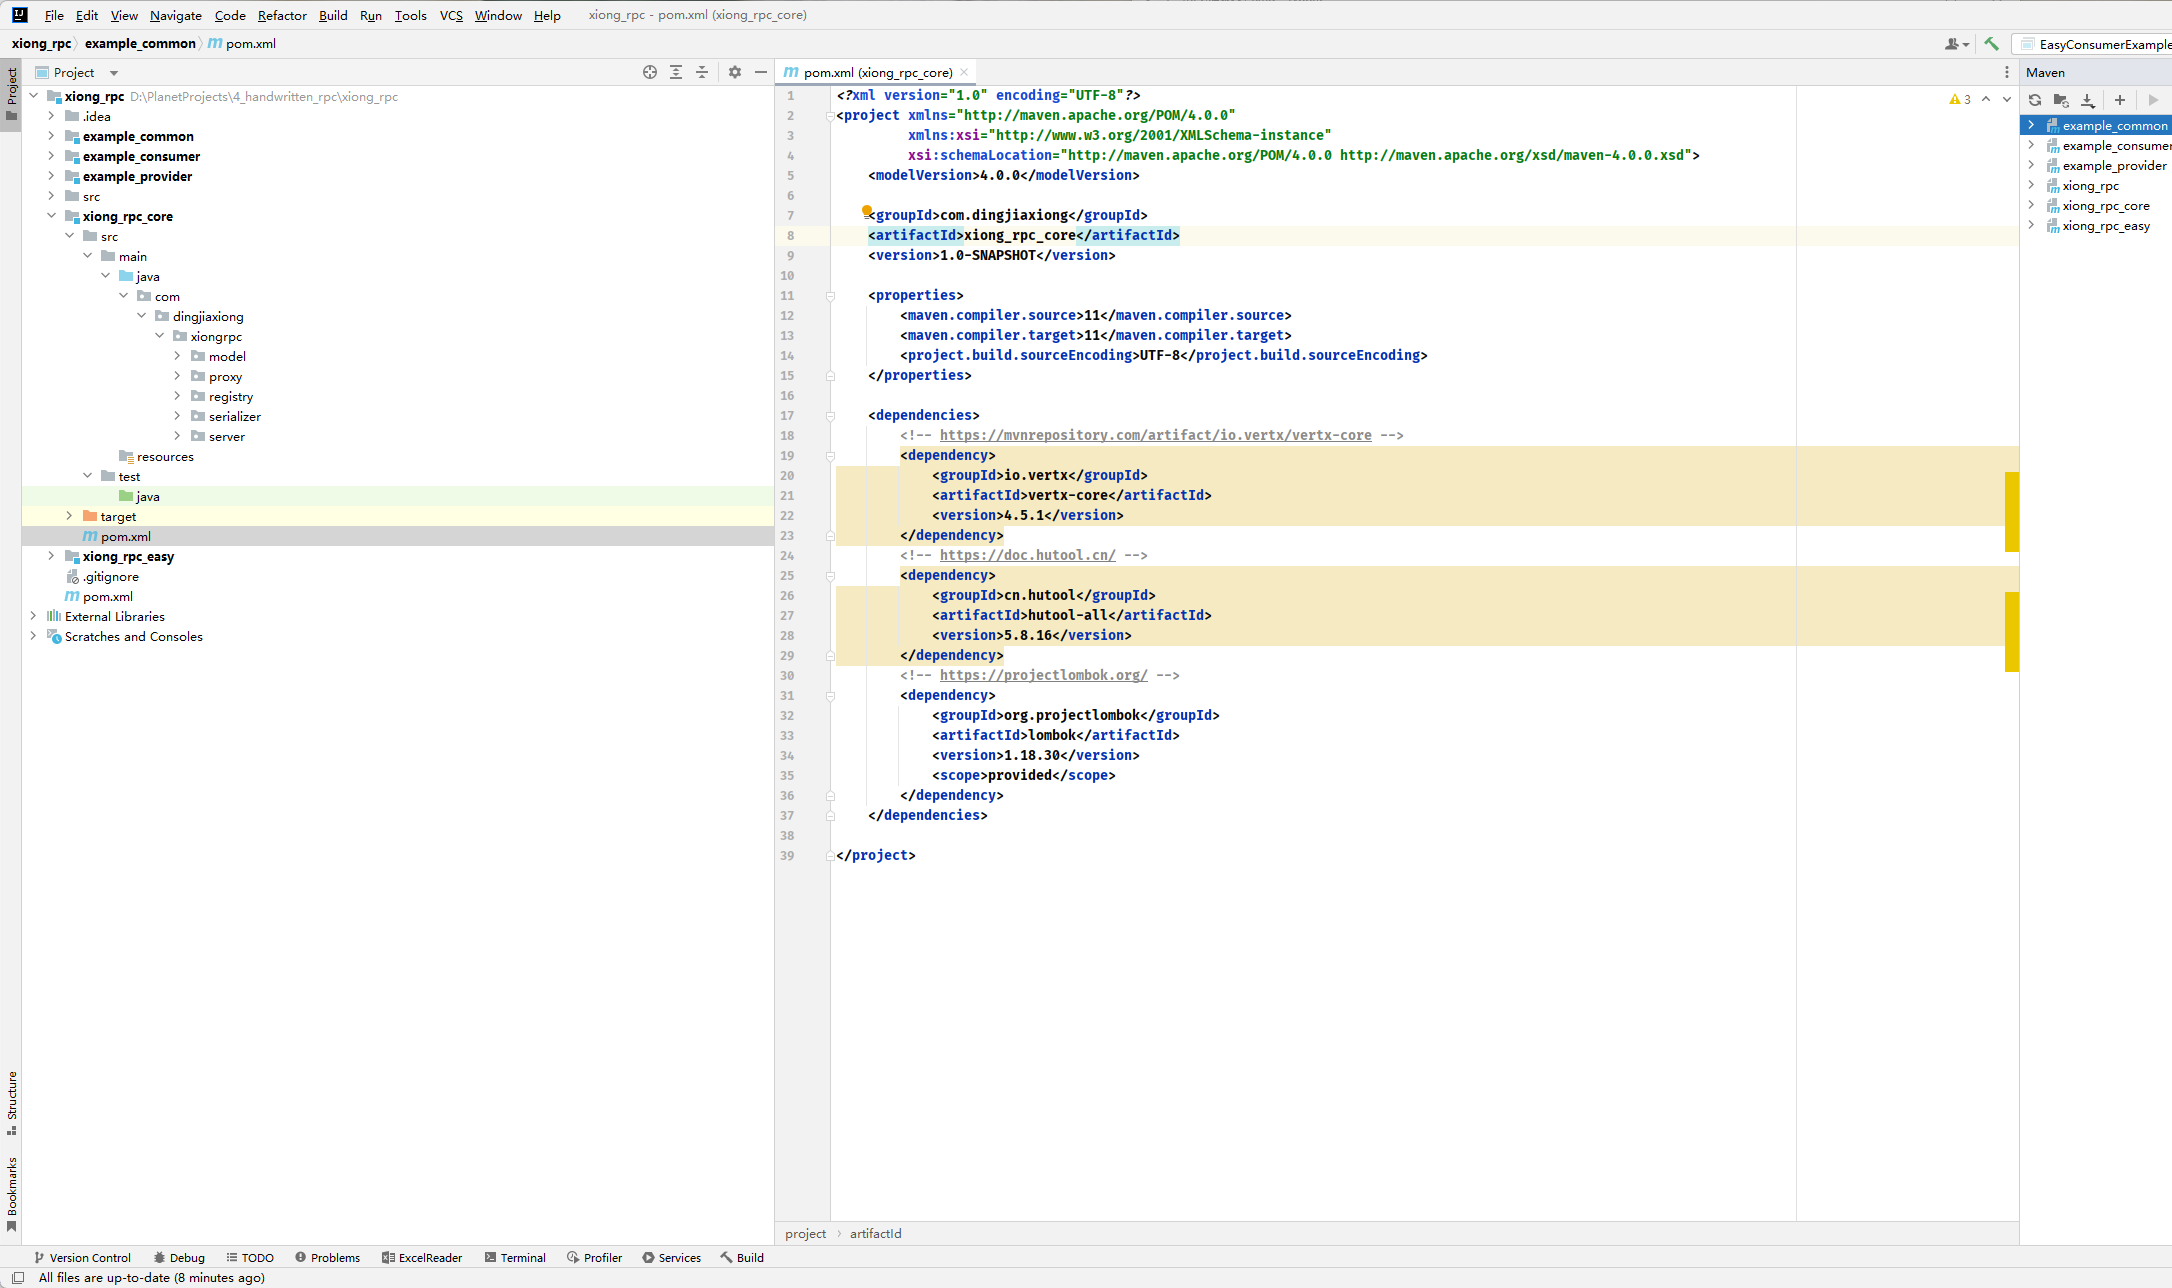 File Edit View Navigate Code Refactor Build Run Tools VCS Window Help xiong_rpc - pom.xml (xiong_rpc_core)
xiong_rpc example_common pom.xml
EasyConsumerExample
Project
Project
xiong_rpc D:\PlanetProjects\4_handwritten_rpc\xiong_rpc
.idea
example_common
example_consumer
example_provider
src
xiong_rpc_core
src
main
java
com
dingjiaxiong
xiongrpc
model
proxy
registry
serializer
server
resources
test
java
target
pom.xml
xiong_rpc_easy
.gitignore
pom.xml
External Libraries
Scratches and Consoles
Structure
Bookmarks
pom.xml (xiong_rpc_core)
3
1 <?xml version="1.0" encoding="UTF-8"?>
2 <project xmlns="http://maven.apache.org/POM/4.0.0"
3 xmlns:xsi="http://www.w3.org/2001/XMLSchema-instance"
4 xsi:schemaLocation="http://maven.apache.org/POM/4.0.0 http://maven.apache.org/xsd/maven-4.0.0.xsd">
5 <modelVersion>4.0.0</modelVersion>
6
7 <groupId>com.dingjiaxiong</groupId>
8 <artifactId>xiong_rpc_core</artifactId>
9 <version>1.0-SNAPSHOT</version>
10
11 <properties>
12 <maven.compiler.source>11</maven.compiler.source>
13 <maven.compiler.target>11</maven.compiler.target>
14 <project.build.sourceEncoding>UTF-8</project.build.sourceEncoding>
15 </properties>
16
17 <dependencies>
18 <!-- https://mvnrepository.com/artifact/io.vertx/vertx-core -->
19 <dependency>
20 <groupId>io.vertx</groupId>
21 <artifactId>vertx-core</artifactId>
22 <version>4.5.1</version>
23 </dependency>
24 <!-- https://doc.hutool.cn/ -->
25 <dependency>
26 <groupId>cn.hutool</groupId>
27 <artifactId>hutool-all</artifactId>
28 <version>5.8.16</version>
29 </dependency>
30 <!-- https://projectlombok.org/ -->
31 <dependency>
32 <groupId>org.projectlombok</groupId>
33 <artifactId>lombok</artifactId>
34 <version>1.18.30</version>
35 <scope>provided</scope>
36 </dependency>
37 </dependencies>
38
39 </project>
project artifactId
Maven
example_common
example_consumer
example_provider
xiong_rpc
xiong_rpc_core
xiong_rpc_easy
Version Control Debug TODO Problems ExcelReader Terminal Profiler Services Build
All files are up-to-date (8 minutes ago)